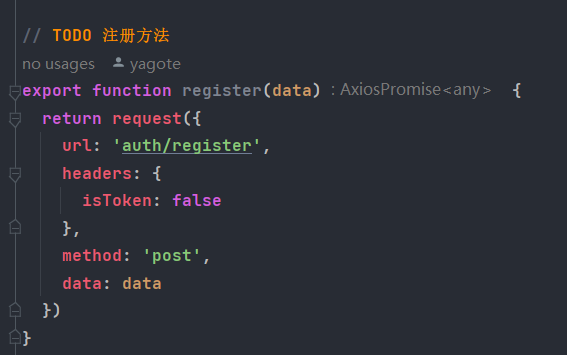 // TODO 注册方法
no usages yagote
export function register(data) : AxiosPromise<any> {
return request({
url: 'auth/register',
headers: {
isToken: false
},
method: 'post',
data: data
})
}